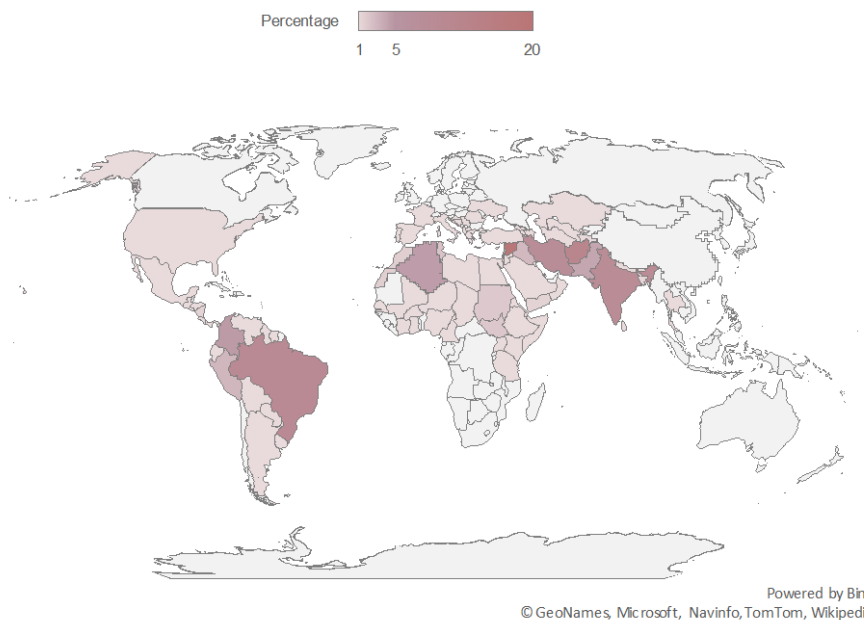 Percentage
1 5 20
Powered by Bin
© GeoNames, Microsoft, Navinfo, TomTom, Wikipedi